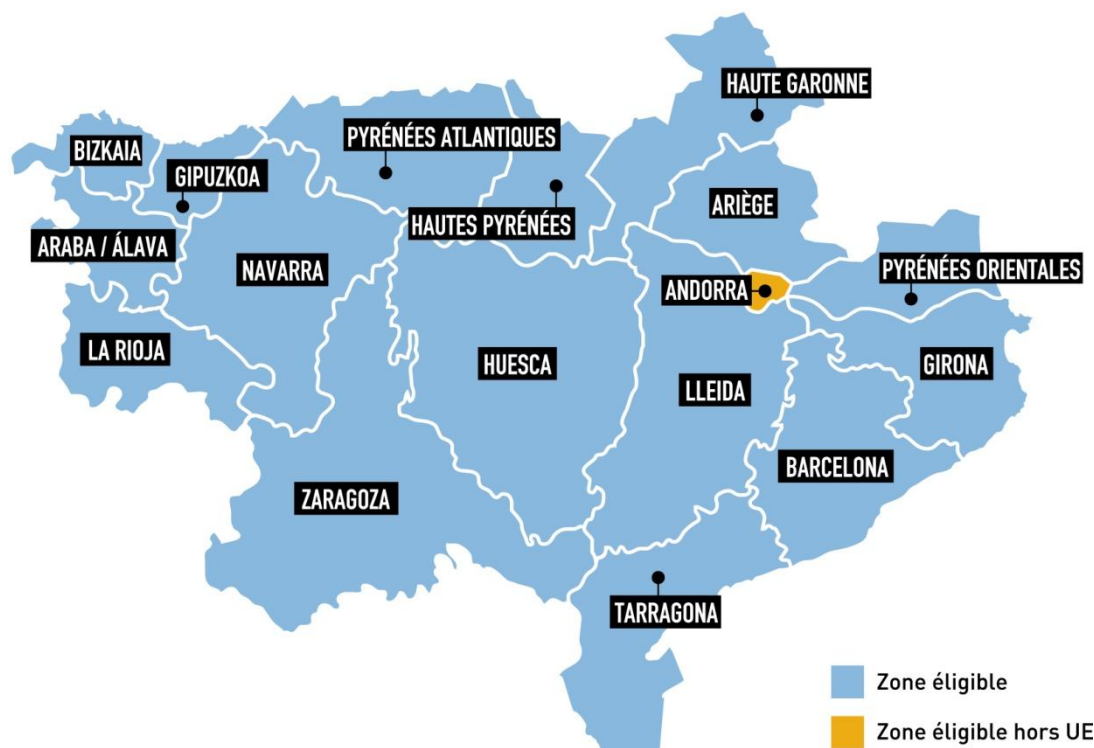 HAUTE GARONNE
BIZKAIA
PYRÉNÉES ATLANTIQUES
GIPUZKOA
ARIÈGE
HAUTES PYRÉNÉES
ARABA / ÁLAVA
NAVARRA
PYRÉNÉES ORIENTALES
ANDORRA
LA RIOJA
HUESCA
GIRONA
LLEIDA
BARCELONA
ZARAGOZA
TARRAGONA
Zone éligible
Zone éligible hors UE